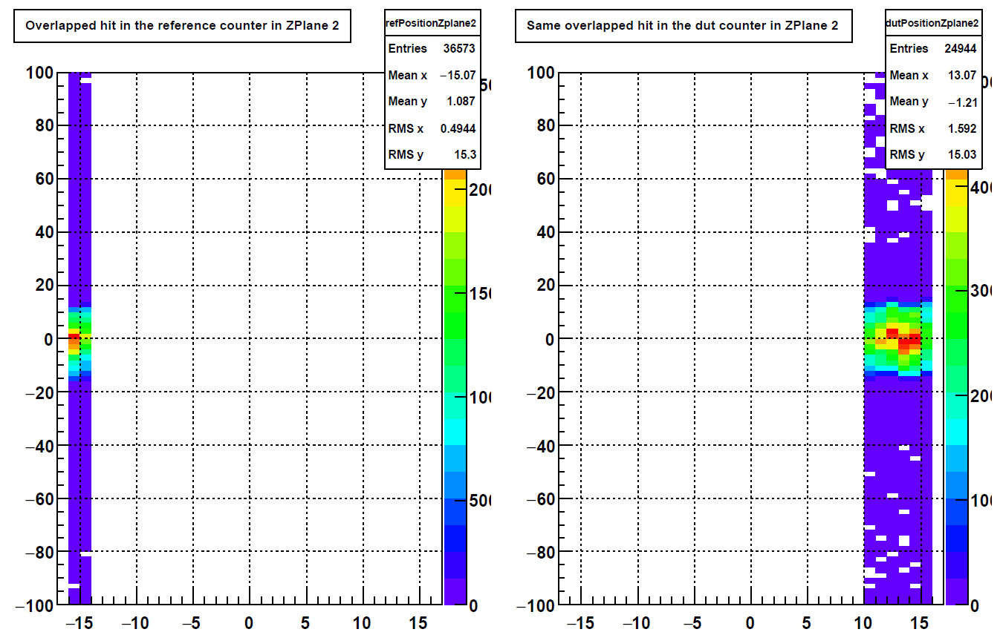 Overlapped hit in the reference counter in ZPlane 2
refPositionZplane2
Entries 36573
Mean x −15.07
Mean y 1.087
RMS x 0.4944
RMS y 15.3
100
80
60
40
20
0
−20
−40
−60
−80
−100
−15 −10 −5 0 5 10 15
200
150
100
500
0
Same overlapped hit in the dut counter in ZPlane 2
dutPositionZplane2
Entries 24944
Mean x 13.07
Mean y −1.21
RMS x 1.592
RMS y 15.03
100
80
60
40
20
0
−20
−40
−60
−80
−100
−15 −10 −5 0 5 10 15
400
300
200
100
0